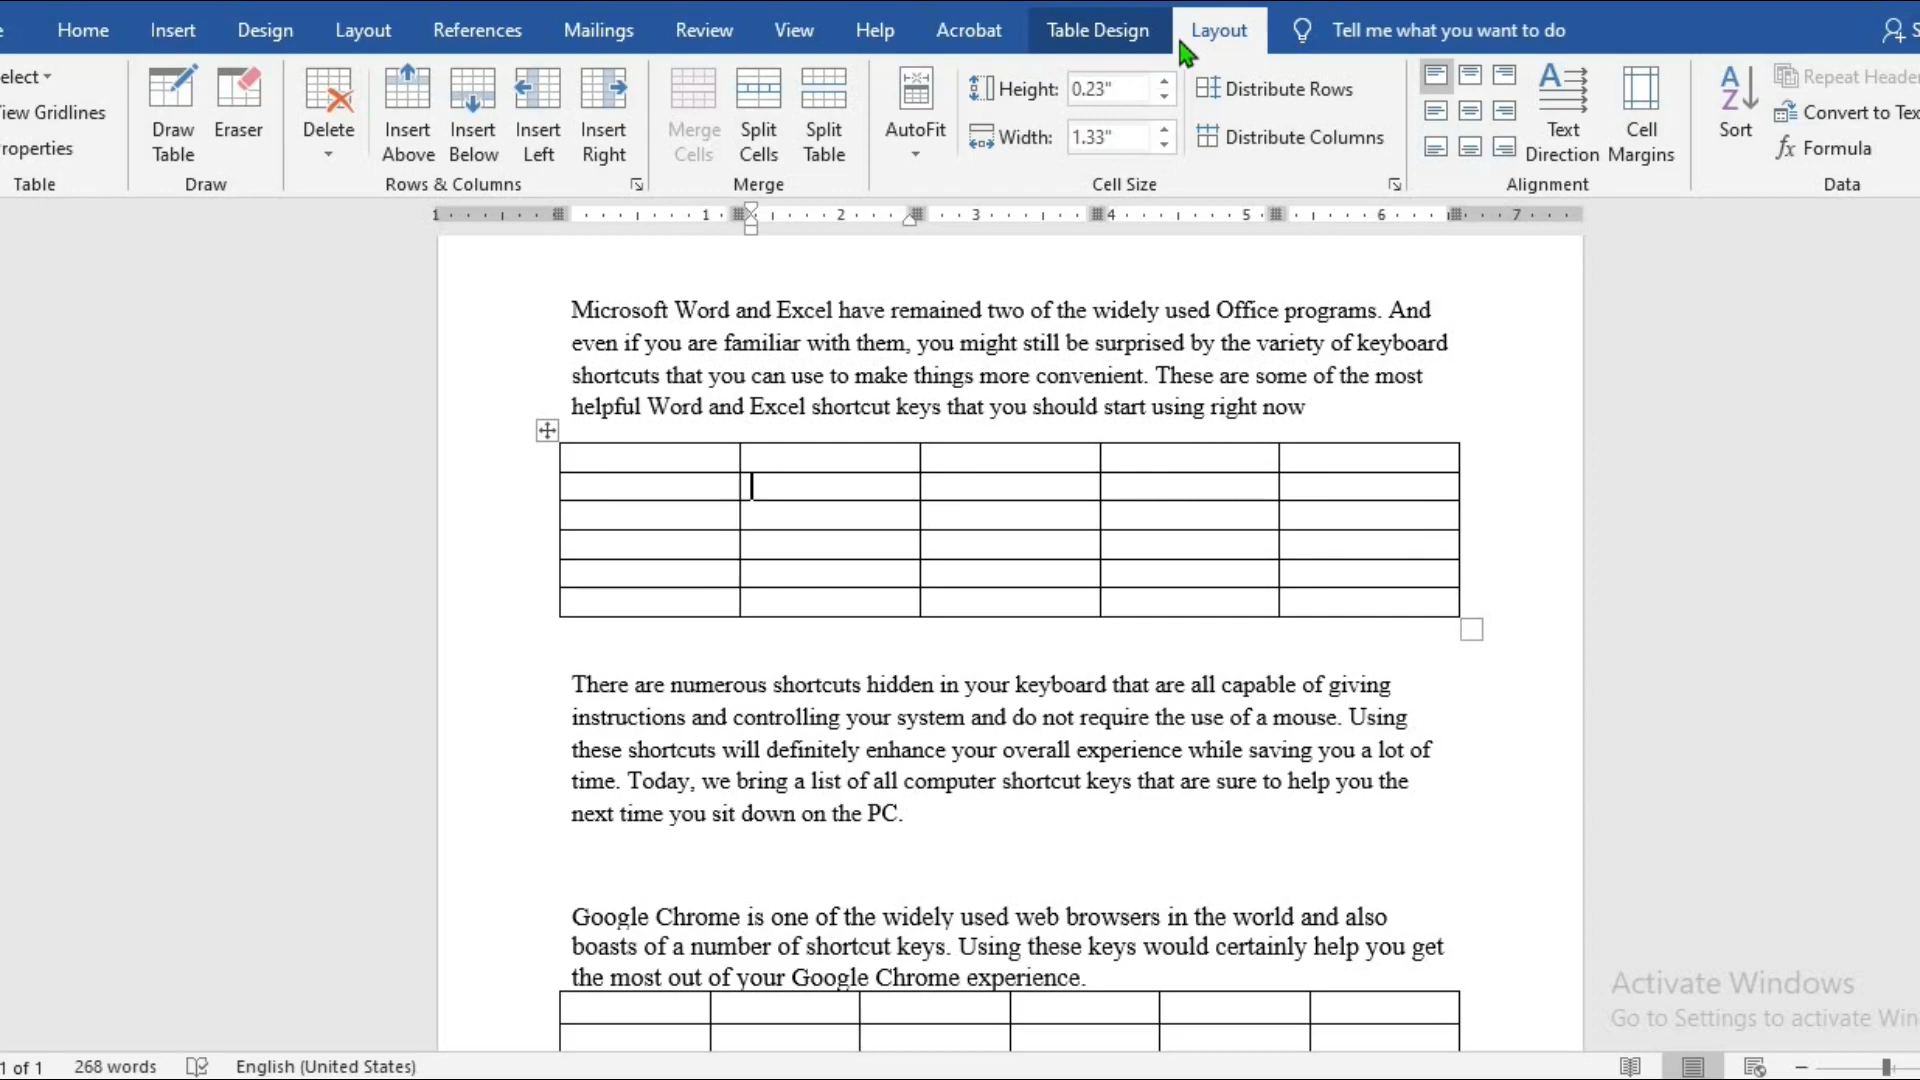 Home Insert Design Layout References Mailings Review View Help Acrobat Table Design Layout Tell me what you want to do
elect
iew Gridlines
roperties
Table
Draw Table
Eraser
Draw
Delete
Insert Above
Insert Below
Insert Left
Insert Right
Rows & Columns
Merge Cells
Split Cells
Split Table
Merge
AutoFit
Height: 0.23"
Width: 1.33"
Distribute Rows
Distribute Columns
Cell Size
Text Direction
Cell Margins
Alignment
Sort
Repeat Header
Convert to Tex
fx Formula
Data
1 1 2 3 4 5 6 7
Microsoft Word and Excel have remained two of the widely used Office programs. And
even if you are familiar with them, you might still be surprised by the variety of keyboard
shortcuts that you can use to make things more convenient. These are some of the most
helpful Word and Excel shortcut keys that you should start using right now
There are numerous shortcuts hidden in your keyboard that are all capable of giving
instructions and controlling your system and do not require the use of a mouse. Using
these shortcuts will definitely enhance your overall experience while saving you a lot of
time. Today, we bring a list of all computer shortcut keys that are sure to help you the
next time you sit down on the PC.
Google Chrome is one of the widely used web browsers in the world and also
boasts of a number of shortcut keys. Using these keys would certainly help you get
the most out of your Google Chrome experience.
Activate Windows
Go to Settings to activate Win
1 of 1 268 words English (United States)